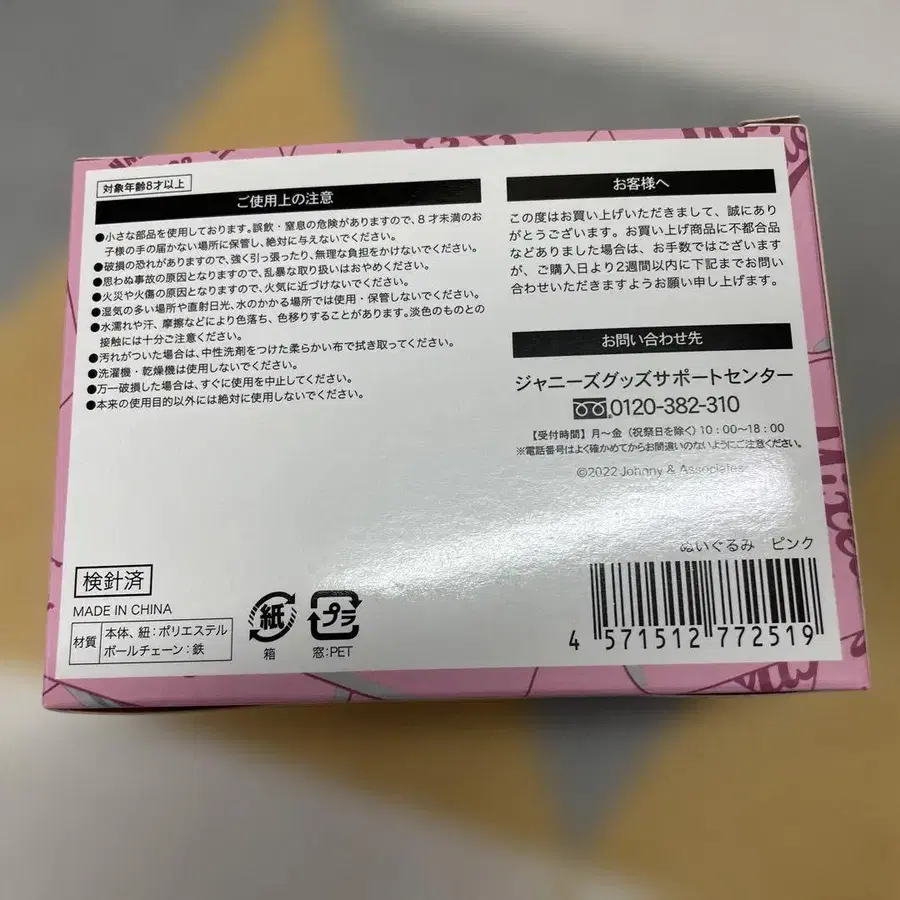 対象年齢8才以上
ご使用上の注意
●小さな部品を使用しております。誤飲・窒息の危険がありますので、8才未満のお
子様の手の届かない場所に保管し、絶対に与えないでください。
●破損の恐れがありますので、強く引っ張ったり、無理な負担をかけないでください。
●思わぬ事故の原因となりますので、乱暴な取り扱いはおやめください。
●火災や火傷の原因となりますので、火気に近づけないでください。
●湿気の多い場所や直射日光、水のかかる場所では使用・保管しないでください。
●水濡れや汗、摩擦などにより色落ち、色移りすることがあります。淡色のものとの
接触には十分ご注意ください。
●汚れがついた場合は、中性洗剤をつけた柔らかい布で拭き取ってください。
●洗濯機・乾燥機は使用しないでください。
●万一破損した場合は、すぐに使用を中止してください。
●本来の使用目的以外には絶対に使用しないでください。
検針済
MADE IN CHINA
材質
本体、紐:ポリエステル
ボールチェーン:鉄
紙
箱
プラ
窓:PET
お客様へ
この度はお買い上げいただきまして、誠にあり
がとうございます。お買い上げ商品に不都合品
などありました場合は、お手数ではございます
が、ご購入日より2週間以内に下記までお問い
合わせいただきますようお願い申し上げます。
お問い合わせ先
ジャニーズグッズサポートセンター
0120-382-310
【受付時間】月〜金(祝祭日を除く)10:00〜18:00
※電話番号はよく確かめてからお間違いのないようにご注意ください。
©2022 Johnny & Associates
ぬいぐるみ ピンク
4 571512 772519